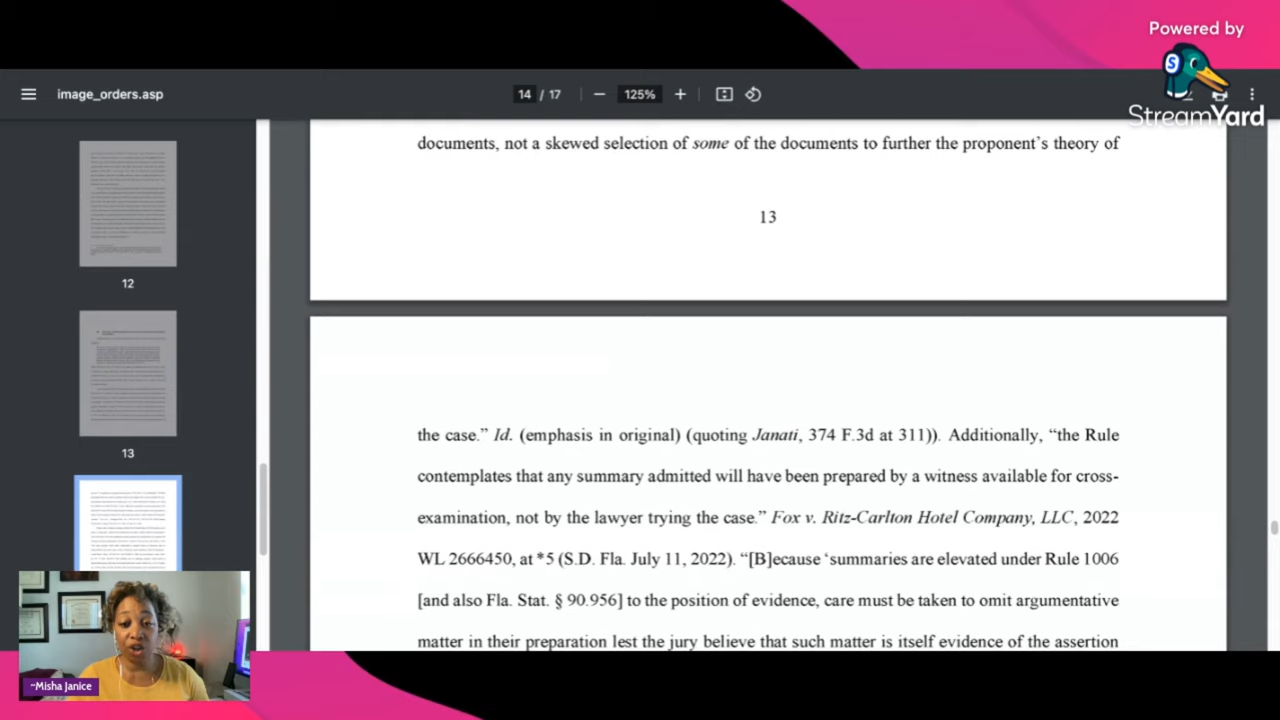 Powered by
S
StreamYard
image_orders.asp
14 / 17
125%
12
13
documents, not a skewed selection of some of the documents to further the proponent's theory of
13
the case." Id. (emphasis in original) (quoting Janati, 374 F.3d at 311)). Additionally, "the Rule
contemplates that any summary admitted will have been prepared by a witness available for cross-
examination, not by the lawyer trying the case." Fox v. Ritz-Carlton Hotel Company, LLC, 2022
WL 2666450, at *5 (S.D. Fla. July 11, 2022). "[B]ecause 'summaries are elevated under Rule 1006
[and also Fla. Stat. § 90.956] to the position of evidence, care must be taken to omit argumentative
matter in their preparation lest the jury believe that such matter is itself evidence of the assertion
~Misha Janice